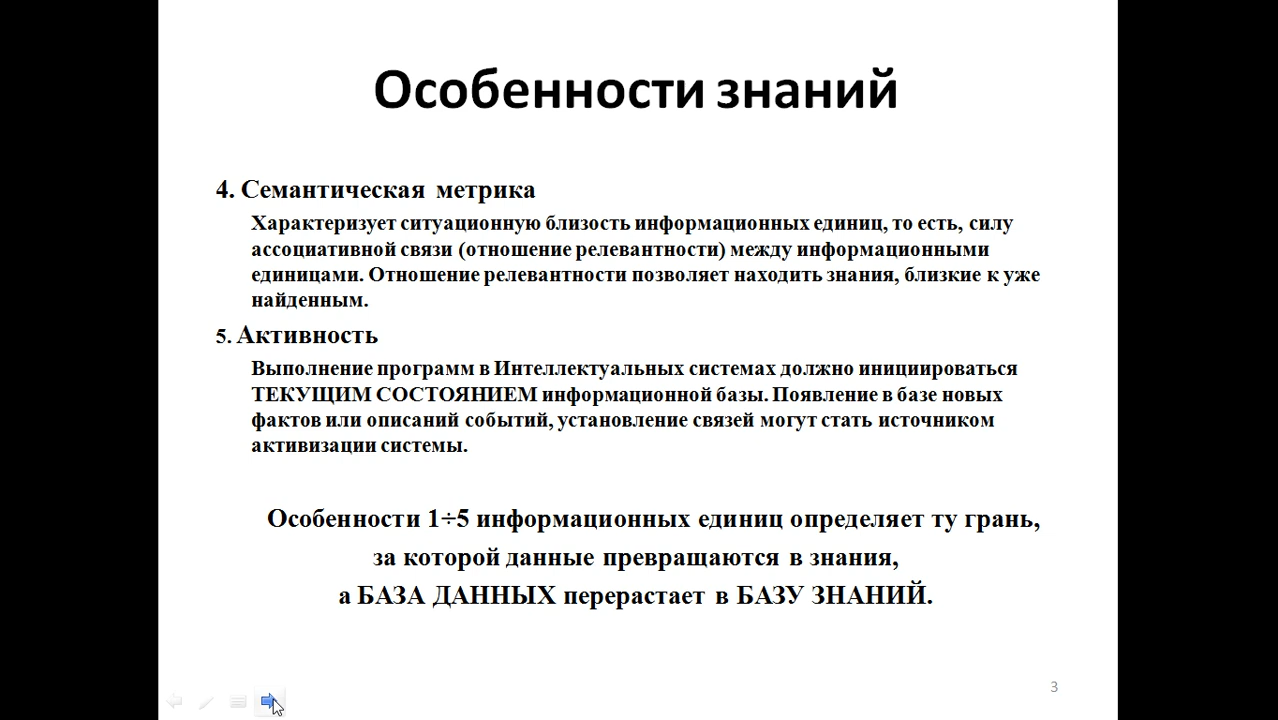 Особенности знаний
4. Семантическая метрика
Характеризует ситуационную близость информационных единиц, то есть, силу
ассоциативной связи (отношение релевантности) между информационными
единицами. Отношение релевантности позволяет находить знания, близкие к уже
найденным.
5. Активность
Выполнение программ в Интеллектуальных системах должно инициироваться
ТЕКУЩИМ СОСТОЯНИЕМ информационной базы. Появление в базе новых
фактов или описаний событий, установление связей могут стать источником
активизации системы.
Особенности 1÷5 информационных единиц определяет ту грань,
за которой данные превращаются в знания,
а БАЗА ДАННЫХ перерастает в БАЗУ ЗНАНИЙ.
3